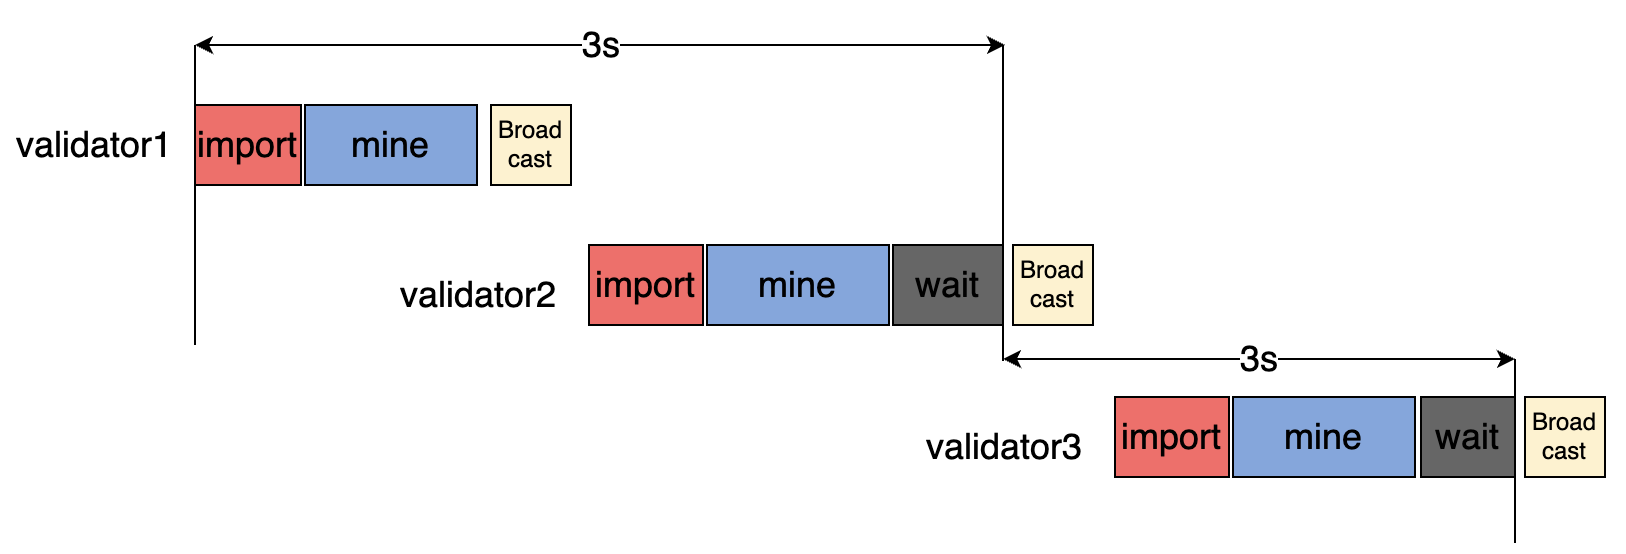 3s
validator1
import
mine
Broad
cast
validator2
import
mine
wait
Broad
cast
3s
validator3
import
mine
wait
Broad
cast